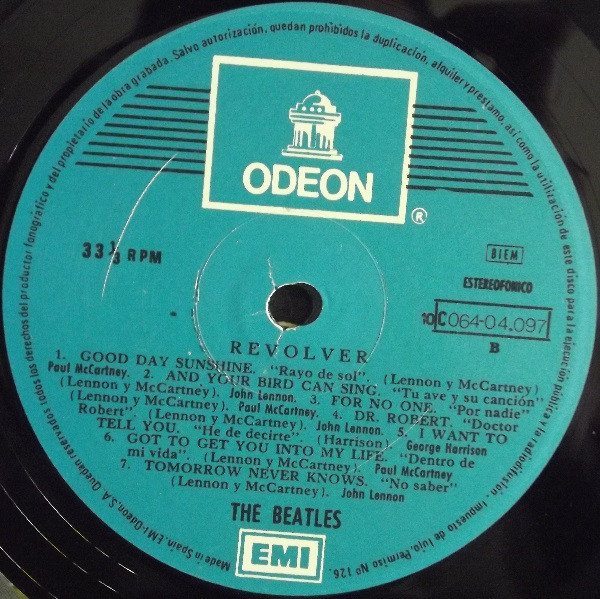 Quedan reservados todos los derechos del productor fonográfico y del propietario de la obra grabada. Salvo autorización, quedan prohibidos la duplicación, alquiler y préstamo, así como la utilización de este disco para la ejecución pública y la radiodifusión.
ODEON
®
33⅓ RPM
BIEM
ESTEREOFONICO
10C 064-04.097
B
REVOLVER
1. GOOD DAY SUNSHINE. "Rayo de sol". (Lennon y McCartney)
Paul McCartney. 2. AND YOUR BIRD CAN SING. "Tu ave y su canción"
(Lennon y McCartney). John Lennon. 3. FOR NO ONE. "Por nadie"
(Lennon y McCartney). Paul McCartney. 4. DR. ROBERT. "Doctor
Robert". (Lennon y McCartney). John Lennon. I WANT TO
TELL YOU. "He de decirte". (Harrison). George Harrison
6. GOT TO GET YOU INTO MY LIFE. "Dentro de
mi vida". (Lennon y McCartney). Paul McCartney
7. TOMORROW NEVER KNOWS. "No saber"
(Lennon y McCartney). John Lennon
THE BEATLES
EMI
Made in Spain. EMI-Odeon, S.A. Impuesto de Lujo, Permiso Nº 126.